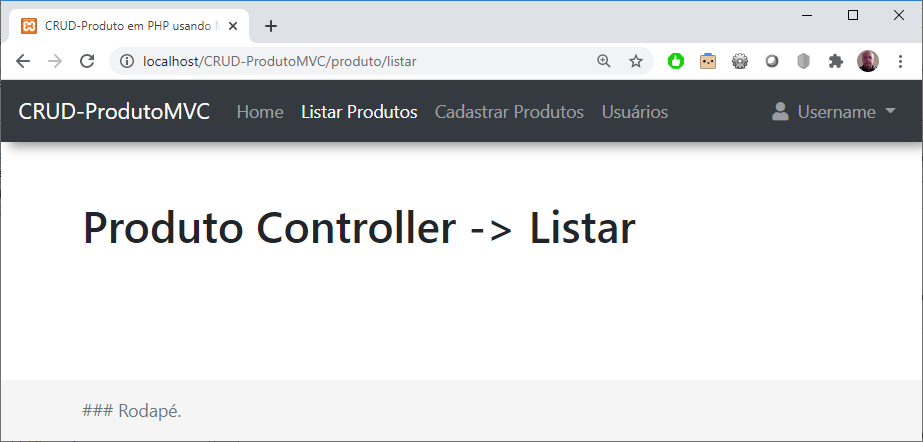 CRUD-Produto em PHP usando
localhost/CRUD-ProdutoMVC/produto/listar
CRUD-ProdutoMVC Home Listar Produtos Cadastrar Produtos Usuários Username
Produto Controller -> Listar
### Rodapé.